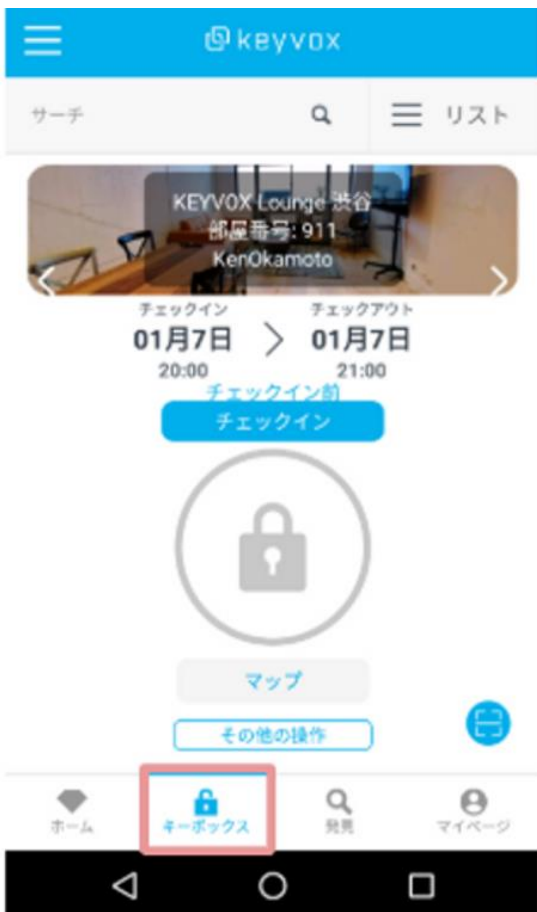 keyvox
サーチ
リスト
KEYVOX Lounge 渋谷
部屋番号: 911
KenOkamoto
チェックイン
チェックアウト
01月7日
01月7日
20:00
21:00
チェックイン前
チェックイン
マップ
その他の操作
ホーム
キーボックス
発見
マイページ